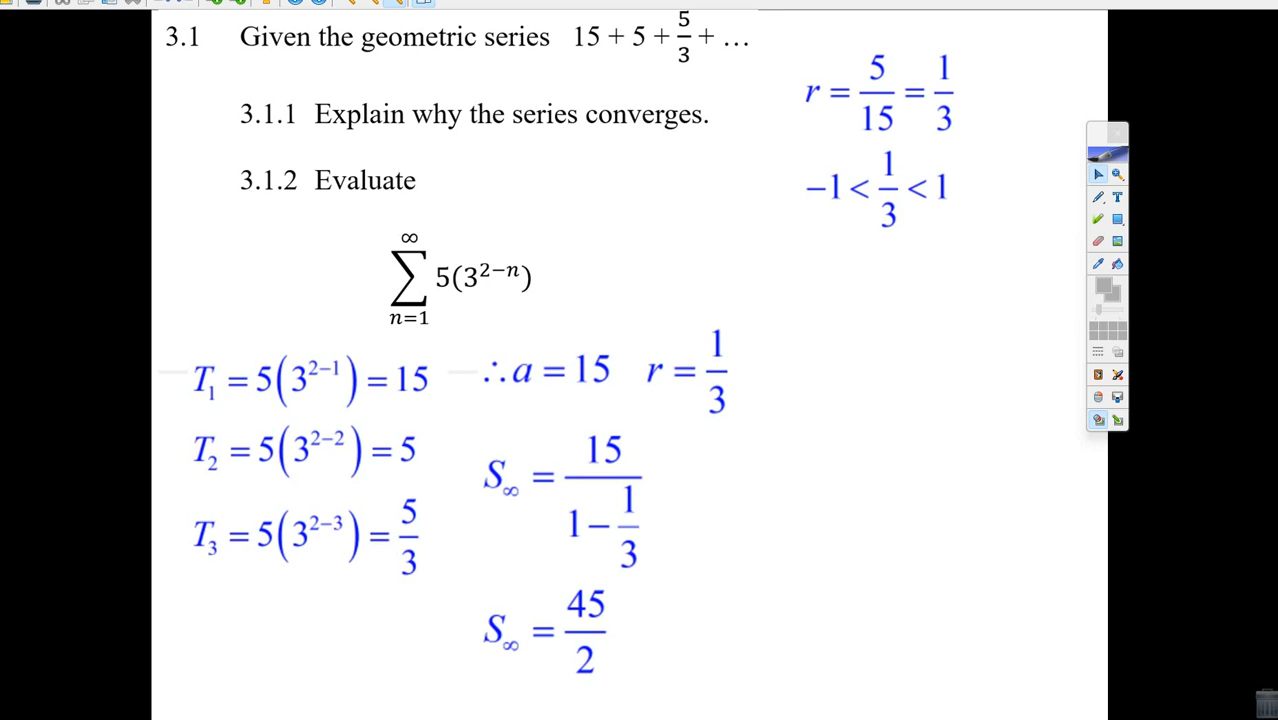 3.1 Given the geometric series 15 + 5 + 5/3 + …
r = 5/15 = 1/3
3.1.1 Explain why the series converges.
−1 < 1/3 < 1
3.1.2 Evaluate
∞
∑ 5(3^{2−n})
n=1
T₁ = 5(3^{2−1}) = 15
T₂ = 5(3^{2−2}) = 5
T₃ = 5(3^{2−3}) = 5/3
∴ a = 15 r = 1/3
S∞ = 15/(1 − 1/3)
S∞ = 45/2